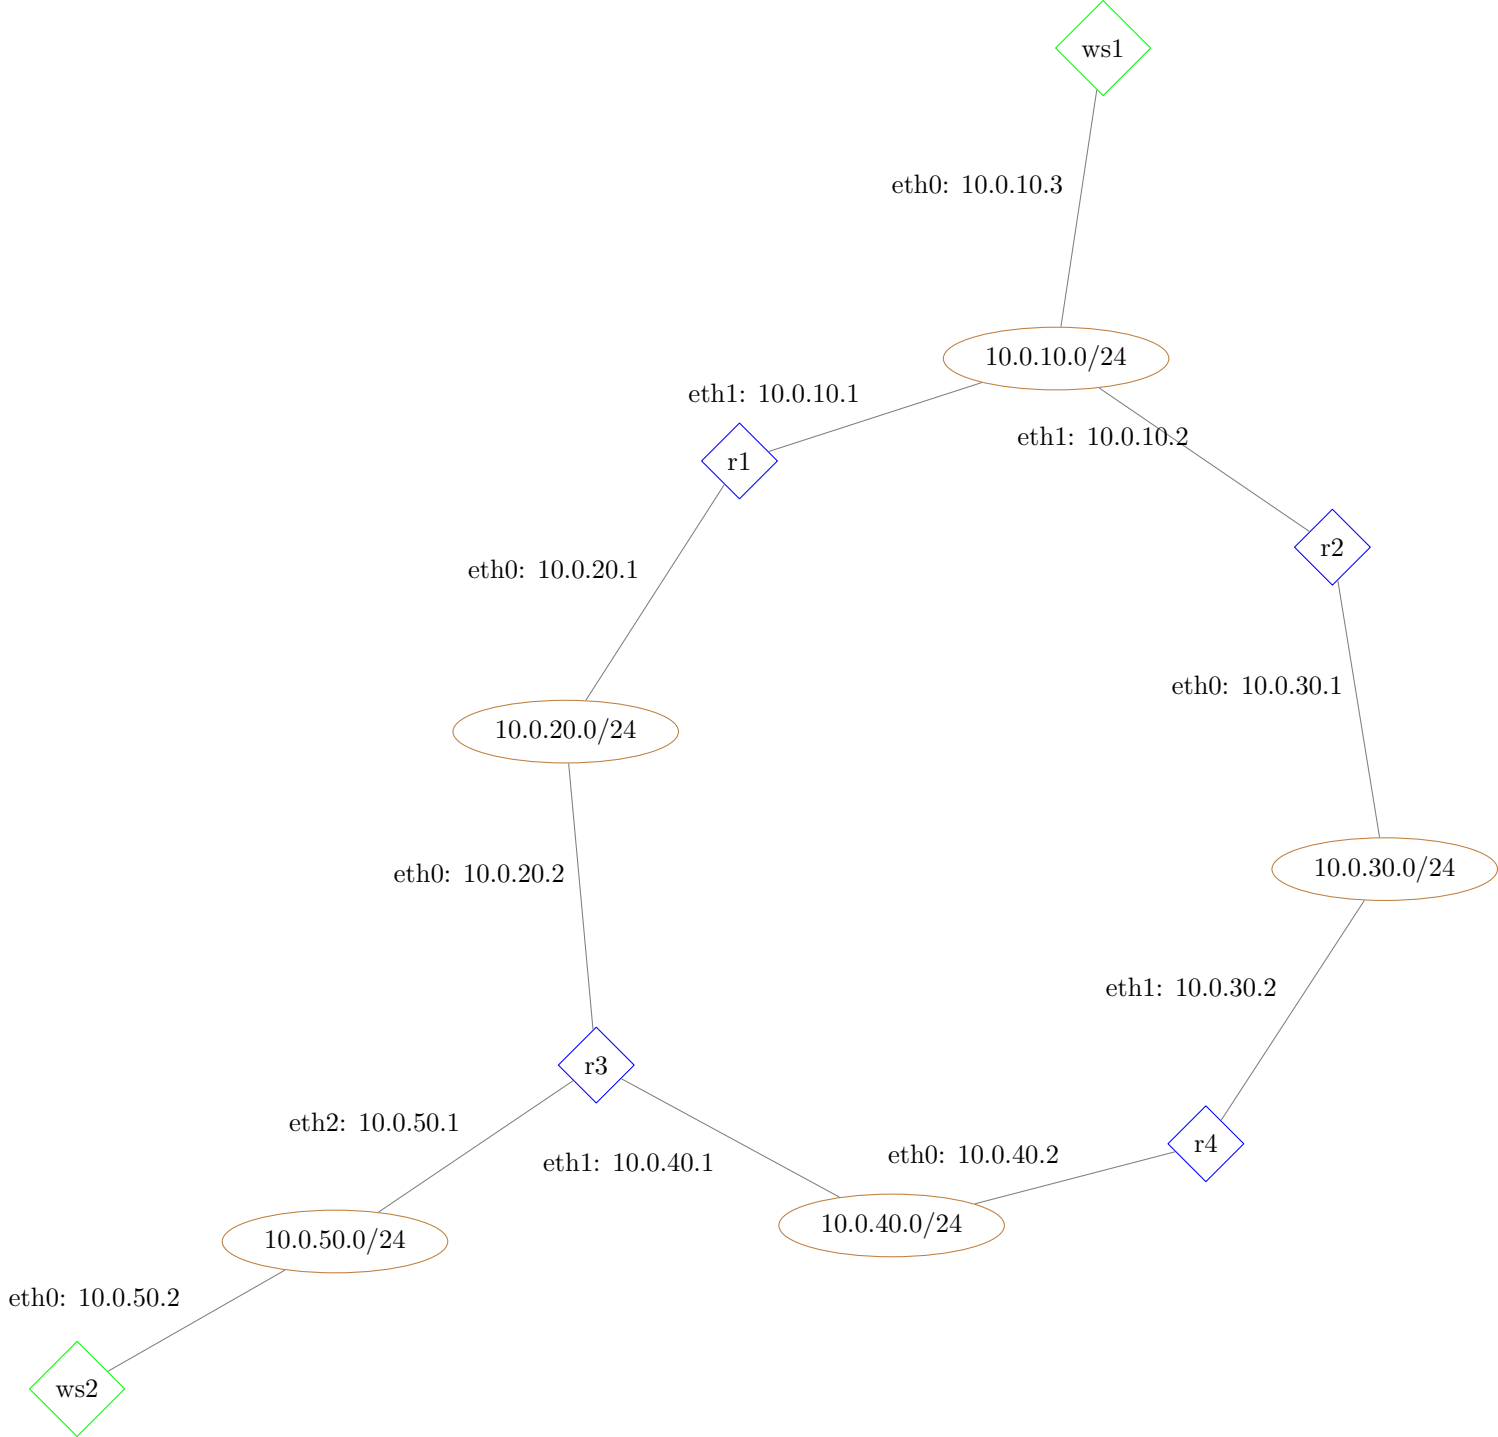 ws1
eth0: 10.0.10.3
10.0.10.0/24
eth1: 10.0.10.1
eth1: 10.0.10.2
r1
r2
eth0: 10.0.20.1
eth0: 10.0.30.1
10.0.20.0/24
10.0.30.0/24
eth0: 10.0.20.2
eth1: 10.0.30.2
r3
eth2: 10.0.50.1
r4
eth0: 10.0.40.2
eth1: 10.0.40.1
10.0.40.0/24
10.0.50.0/24
eth0: 10.0.50.2
ws2